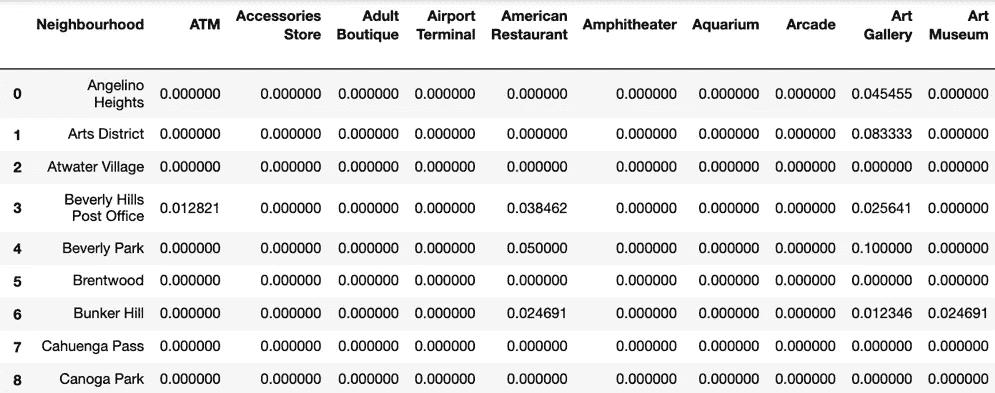 Neighbourhood ATM Accessories Store Adult Boutique Airport Terminal American Restaurant Amphitheater Aquarium Arcade Art Gallery Art Museum
0 Angelino Heights 0.000000 0.000000 0.000000 0.000000 0.000000 0.000000 0.000000 0.000000 0.045455 0.000000
1 Arts District 0.000000 0.000000 0.000000 0.000000 0.000000 0.000000 0.000000 0.000000 0.083333 0.000000
2 Atwater Village 0.000000 0.000000 0.000000 0.000000 0.000000 0.000000 0.000000 0.000000 0.000000 0.000000
3 Beverly Hills Post Office 0.012821 0.000000 0.000000 0.000000 0.038462 0.000000 0.000000 0.000000 0.025641 0.000000
4 Beverly Park 0.000000 0.000000 0.000000 0.000000 0.050000 0.000000 0.000000 0.000000 0.100000 0.000000
5 Brentwood 0.000000 0.000000 0.000000 0.000000 0.000000 0.000000 0.000000 0.000000 0.000000 0.000000
6 Bunker Hill 0.000000 0.000000 0.000000 0.000000 0.024691 0.000000 0.000000 0.000000 0.012346 0.024691
7 Cahuenga Pass 0.000000 0.000000 0.000000 0.000000 0.000000 0.000000 0.000000 0.000000 0.000000 0.000000
8 Canoga Park 0.000000 0.000000 0.000000 0.000000 0.000000 0.000000 0.000000 0.000000 0.000000 0.000000